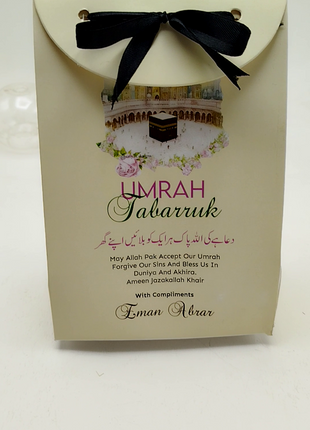 UMRAH
Tabarruk
دعا ہے کی اللہ پاک ہر ایک کو بلائیں اپنے گھر
May Allah Pak Accept Our Umrah
Forgive Our Sins And Bless Us In
Duniya And Akhira,
Ameen Jazakallah Khair
With Compliments
Eman Abrar